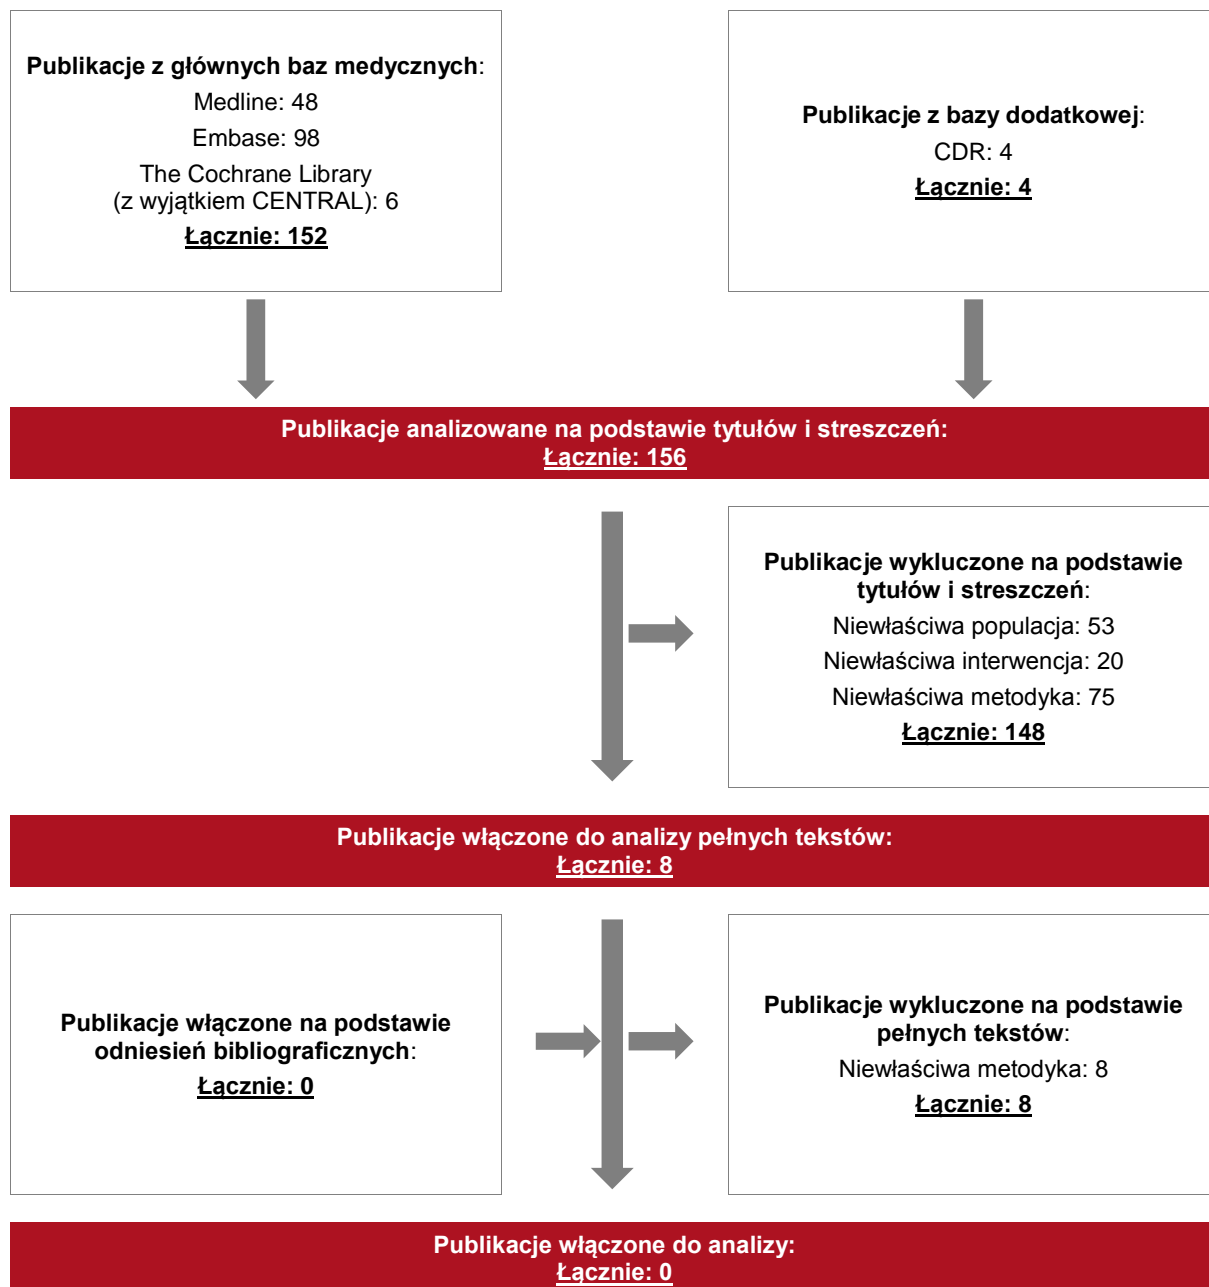 Publikacje z głównych baz medycznych:
Medline: 48
Embase: 98
The Cochrane Library
(z wyjątkiem CENTRAL): 6
Łącznie: 152
Publikacje z bazy dodatkowej:
CDR: 4
Łącznie: 4
Publikacje analizowane na podstawie tytułów i streszczeń:
Łącznie: 156
Publikacje wykluczone na podstawie
tytułów i streszczeń:
Niewłaściwa populacja: 53
Niewłaściwa interwencja: 20
Niewłaściwa metodyka: 75
Łącznie: 148
Publikacje włączone do analizy pełnych tekstów:
Łącznie: 8
Publikacje włączone na podstawie
odniesień bibliograficznych:
Łącznie: 0
Publikacje wykluczone na podstawie
pełnych tekstów:
Niewłaściwa metodyka: 8
Łącznie: 8
Publikacje włączone do analizy:
Łącznie: 0